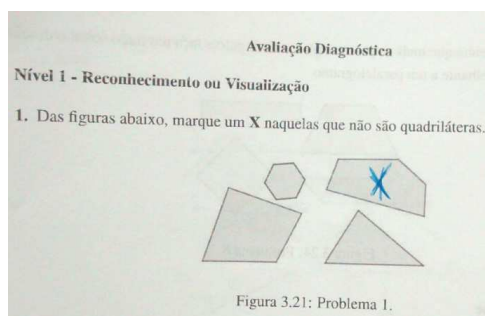 Avaliação Diagnóstica
Nível 1 - Reconhecimento ou Visualização
1. Das figuras abaixo, marque um X naquelas que não são quadriláteras.
X
Figura 3.21: Problema 1.